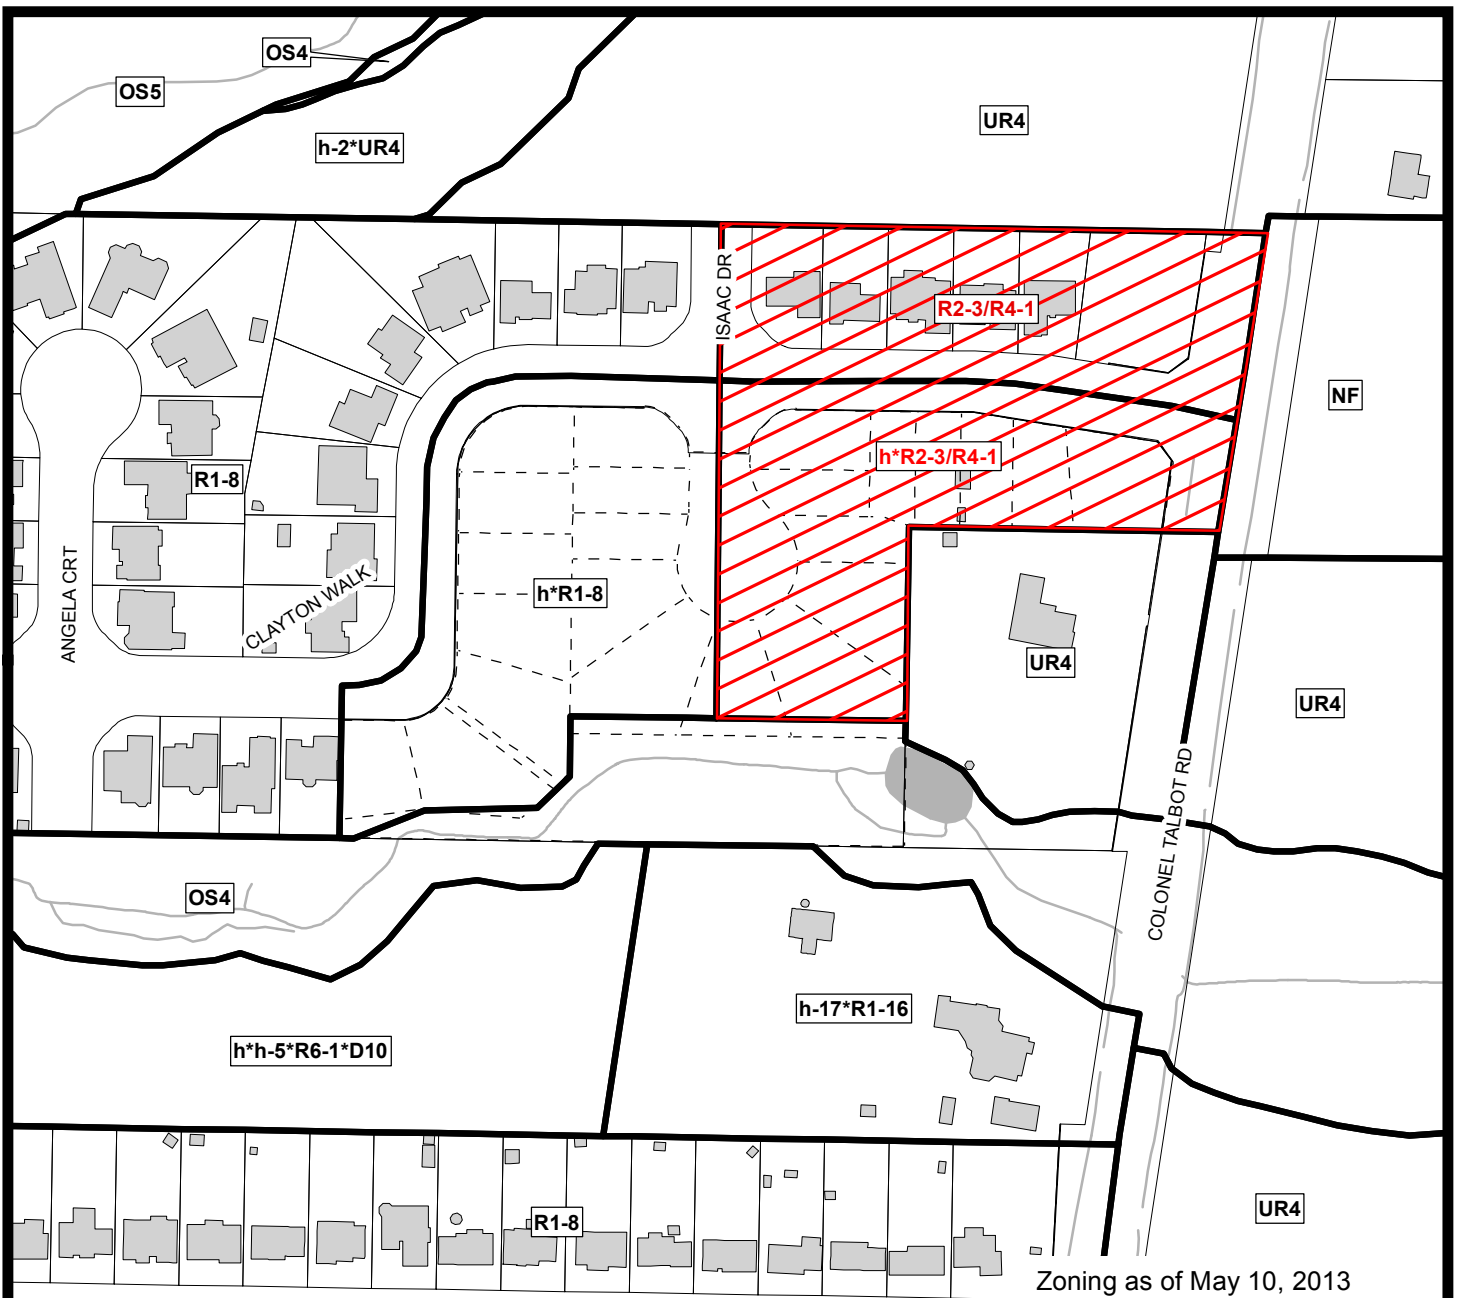 OS4
OS5
UR4
h-2*UR4
ISAAC DR
R2-3/R4-1
NF
h*R2-3/R4-1
R1-8
ANGELA CRT
CLAYTON WALK
h*R1-8
UR4
UR4
COLONEL TALBOT RD
OS4
h-17*R1-16
h*h-5*R6-1*D10
R1-8
UR4
Zoning as of May 10, 2013